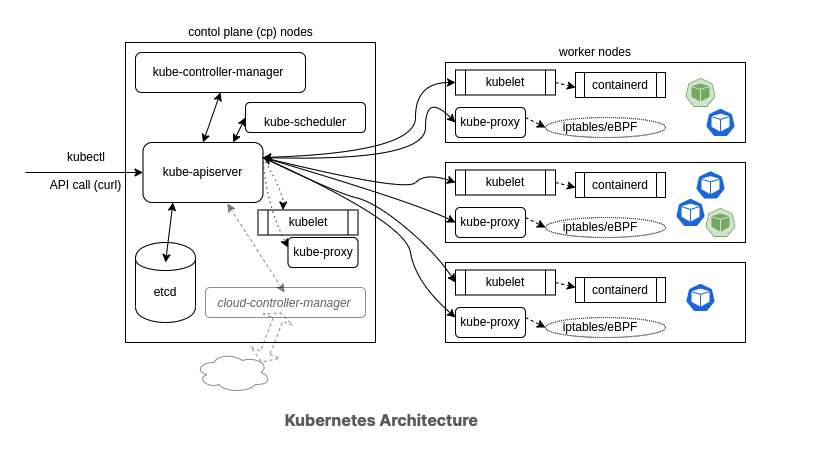 contol plane (cp) nodes
kube-controller-manager
kube-scheduler
kubectl
API call (curl)
kube-apiserver
kubelet
kube-proxy
etcd
cloud-controller-manager
worker nodes
kubelet
containerd
kube-proxy
iptables/eBPF
kubelet
containerd
kube-proxy
iptables/eBPF
kubelet
containerd
kube-proxy
iptables/eBPF
Kubernetes Architecture